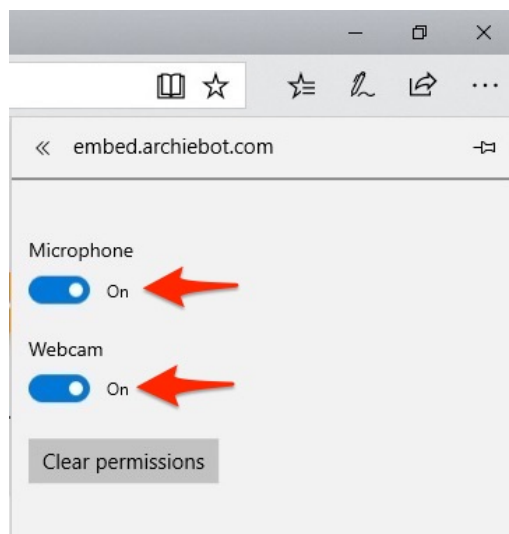 embed.archiebot.com
Microphone
On
Webcam
On
Clear permissions